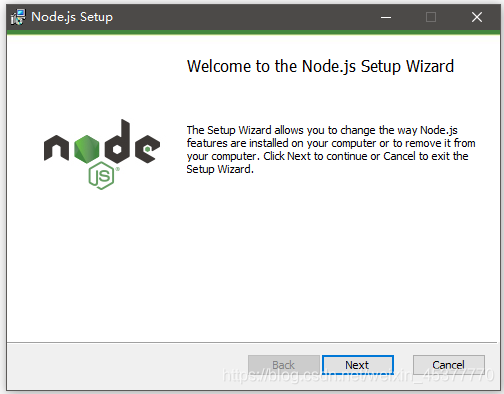 Node.js Setup
Welcome to the Node.js Setup Wizard
node
JS
The Setup Wizard allows you to change the way Node.js
features are installed on your computer or to remove it from
your computer. Click Next to continue or Cancel to exit the
Setup Wizard.
Back
Next
Cancel
https://blog.csdn.net/weixin_45377770